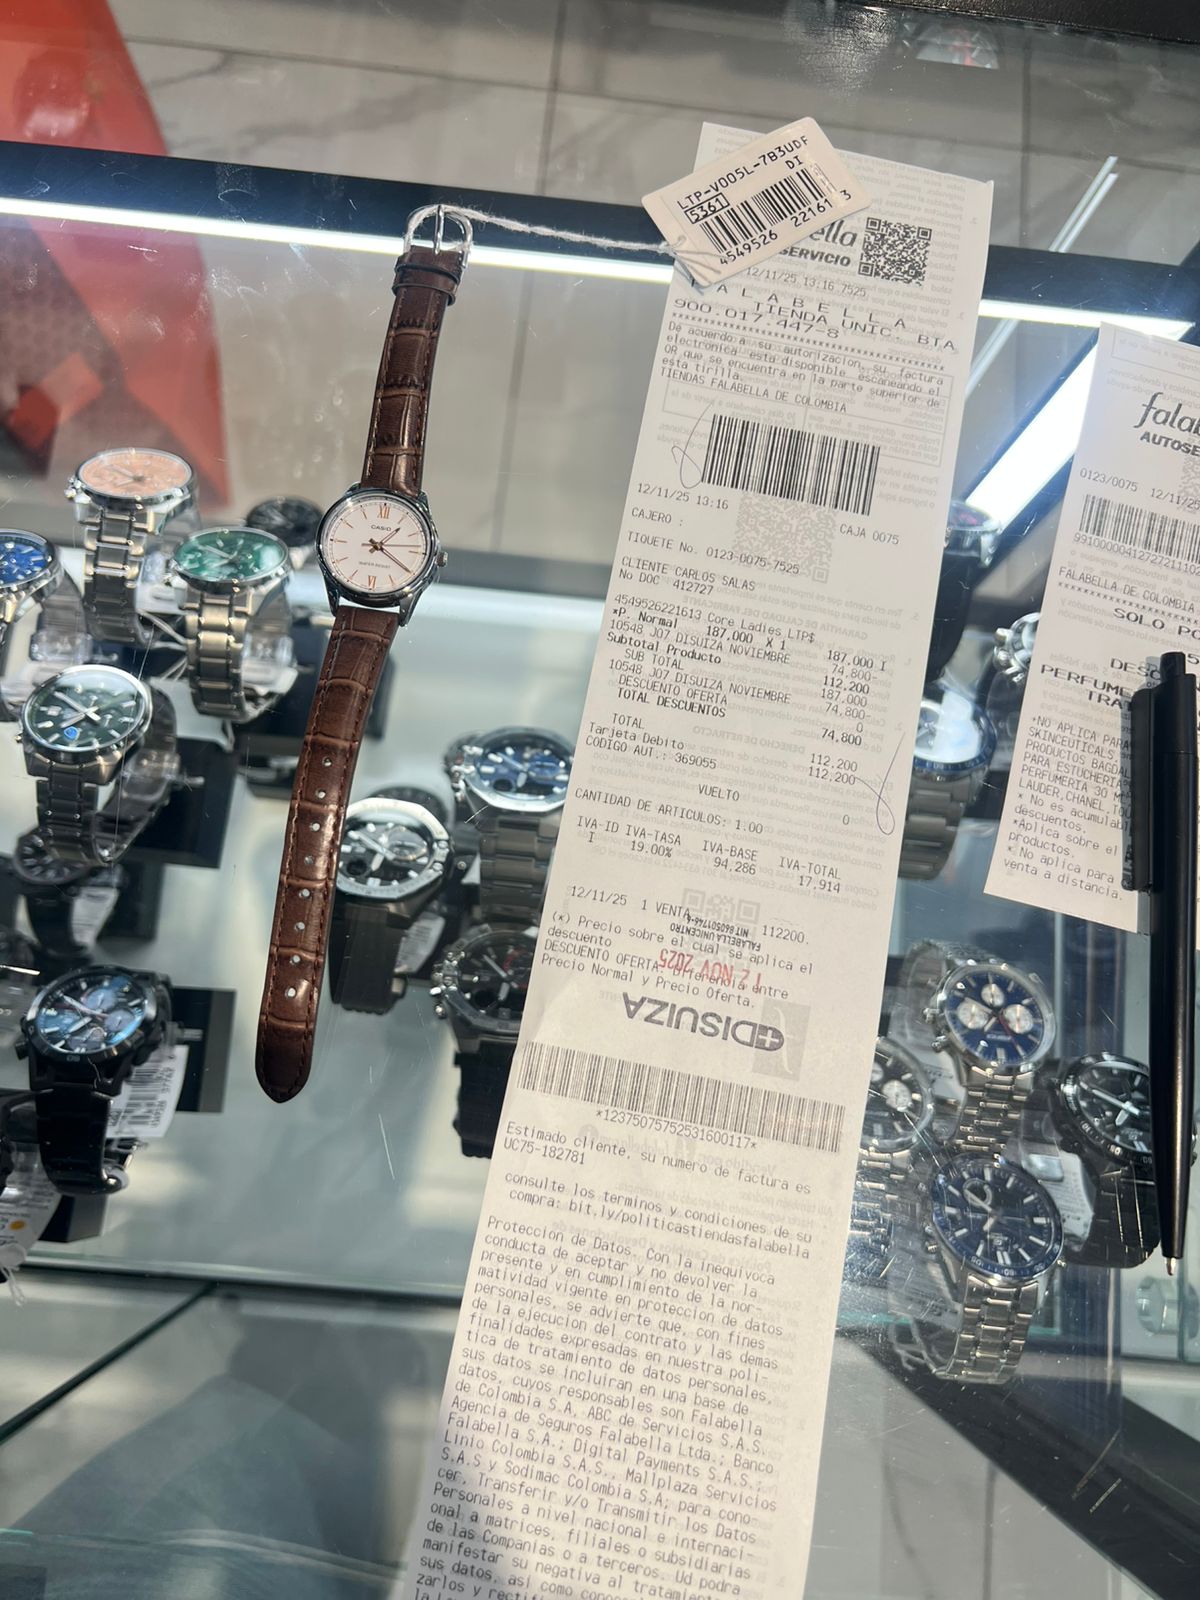 LTP-V005L-7B3UDF
DI
5361
4549526 221613
CASIO
SERVICIO
12/11/25 13:16 7525
FALABELLA
TIENDA UNIC. BTA
900.017.447-8
****************************************
De acuerdo a su autorizacion, su factura
electronica esta disponible escaneando el
QR que se encuentra en la parte superior de
esta tirilla.
TIENDAS FALABELLA DE COLOMBIA
12/11/25 13:16 CAJA 0075
CAJERO :
TIQUETE No. 0123-0075-7525
CLIENTE CARLOS SALAS
No DOC 412727
4549526221613 Core Ladies LTP$
*P. Normal 187.000 X 1 187.000 I
10548 J07 DISUIZA NOVIEMBRE 74,800-
Subtotal Producto 112,200
SUB TOTAL 187.000
10548 J07 DISUIZA NOVIEMBRE 74,800-
DESCUENTO OFERTA 0
TOTAL DESCUENTOS 74,800
TOTAL 112.200
Tarjeta Debito 112,200
CODIGO AUT.: 369055
VUELTO 0
CANTIDAD DE ARTICULOS: 1.00
IVA-ID IVA-TASA IVA-BASE IVA-TOTAL
I 19.00% 94,286 17.914
12/11/25 1 VENTA 112200.
(*) Precio sobre el cual se aplica el
descuento
DESCUENTO OFERTA: Diferencia entre
Precio Normal y Precio Oferta.
FALABELLA UNICENTRO
12 NOV 2025
DISUIZA
*12375075752531600117*
Estimado cliente, su numero de factura es
UC75-182781
consulte los terminos y condiciones de su
compra: bit.ly/politicastiendasfalabella
Proteccion de Datos. Con la inequivoca
conducta de aceptar y no devolver la
presente y en cumplimiento de la nor-
matividad vigente en proteccion de datos
personales, se advierte que, con fines
de la ejecucion del contrato y las demas
finalidades expresadas en nuestra poli-
tica de tratamiento de datos personales,
sus datos se incluiran en una base de
datos, cuyos responsables son Falabella
de Colombia S.A, ABC de Servicios S.A.S.
Agencia de Seguros Falabella Ltda.; Banco
Falabella S.A.; Digital Payments S.A.S.;
Linio Colombia S.A.S., Mallplaza Servicios
S.A.S y Sodimac Colombia S.A; para cono-
cer, Transferir y/o Transmitir los Datos
Personales a nivel nacional e internaci-
onal a matrices, filiales o subsidiarias
de las Companias o a terceros. Ud podra
manifestar su negativa al tratamiento
sus datos, asi como
zarlos y
falab
AUTOSE
0123/0075 12/11/2
FALABELLA DE COLOMBIA
SOLO PO
PERFUME
*NO APLICA PARA
SKINCEUTICALS,
PRODUCTOS
PARA
PERFUMERIA 30
LAUDER, CHANEL,
* No es acumulabl
descuentos.
*Aplica sobre el
productos.
* No aplica para
venta a distancia.